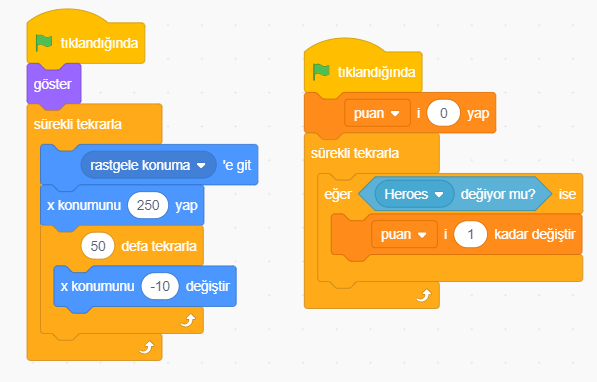 tıklandığında
göster
sürekli tekrarla
rastgele konuma 'e git
x konumunu 250 yap
50 defa tekrarla
x konumunu -10 değiştir
tıklandığında
puan i 0 yap
sürekli tekrarla
eğer Heroes değiyor mu? ise
puan i 1 kadar değiştir